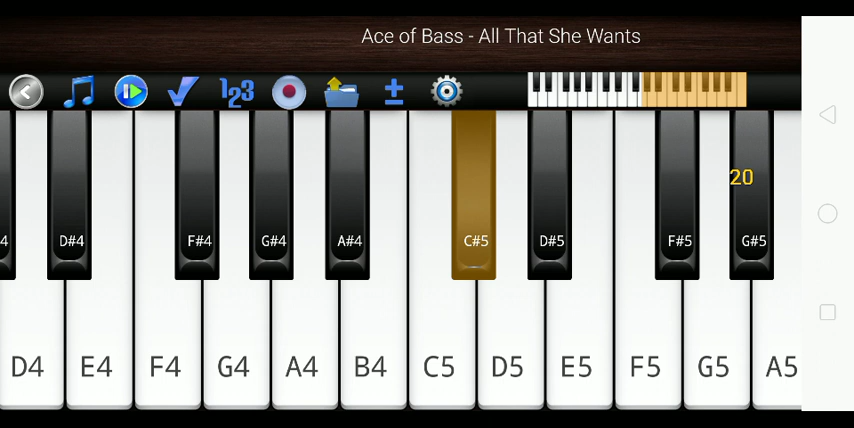 Ace of Bass - All That She Wants
123
20
4 D#4 F#4 G#4 A#4 C#5 D#5 F#5 G#5
D4 E4 F4 G4 A4 B4 C5 D5 E5 F5 G5 A5